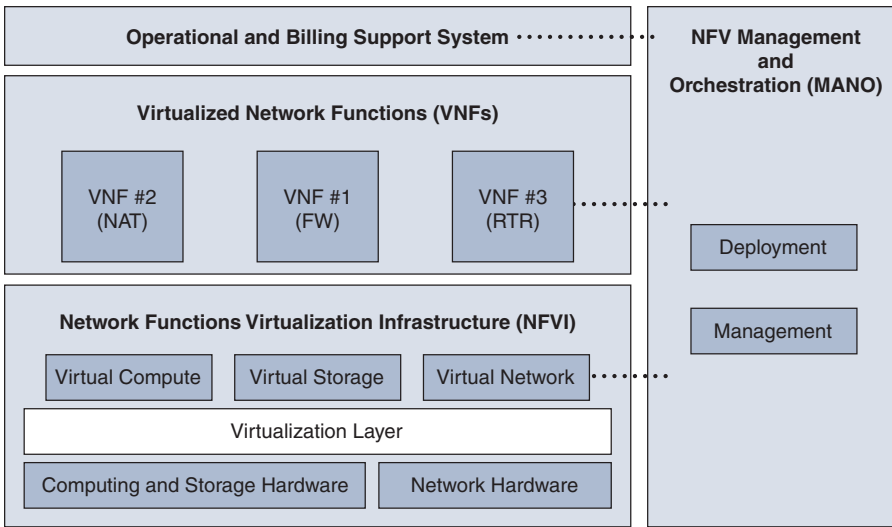 Operational and Billing Support System
NFV Management
and
Orchestration (MANO)
Virtualized Network Functions (VNFs)
VNF #2
(NAT)
VNF #1
(FW)
VNF #3
(RTR)
Deployment
Management
Network Functions Virtualization Infrastructure (NFVI)
Virtual Compute
Virtual Storage
Virtual Network
Virtualization Layer
Computing and Storage Hardware
Network Hardware